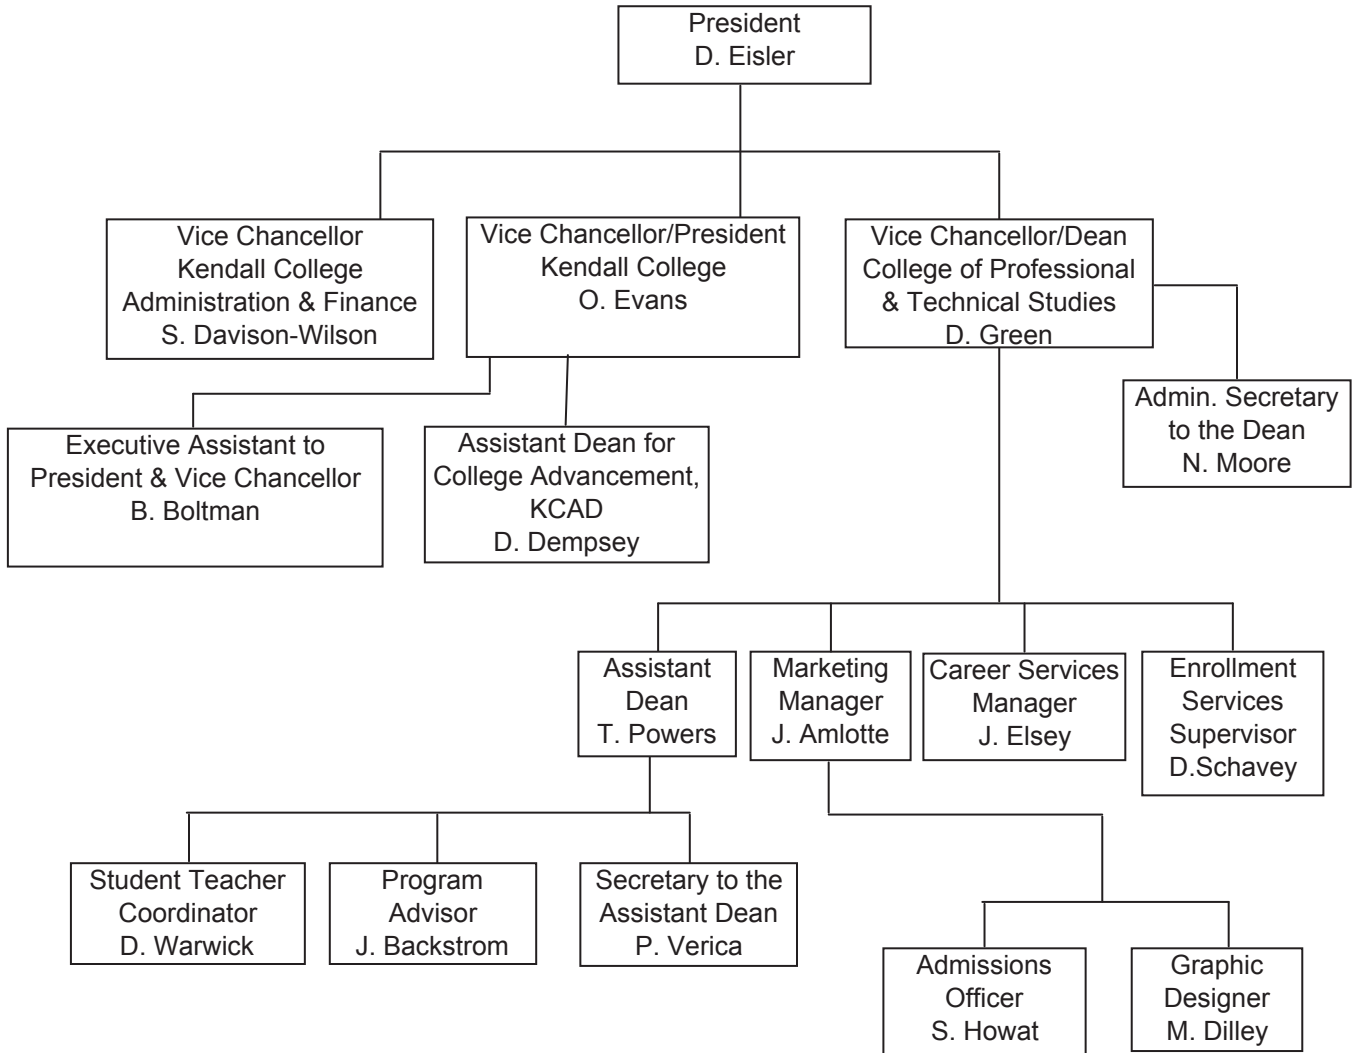 President
D. Eisler
Vice Chancellor
Kendall College
Administration & Finance
S. Davison-Wilson
Vice Chancellor/President
Kendall College
O. Evans
Vice Chancellor/Dean
College of Professional
& Technical Studies
D. Green
Admin. Secretary
to the Dean
N. Moore
Executive Assistant to
President & Vice Chancellor
B. Boltman
Assistant Dean for
College Advancement,
KCAD
D. Dempsey
Assistant
Dean
T. Powers
Marketing
Manager
J. Amlotte
Career Services
Manager
J. Elsey
Enrollment
Services
Supervisor
D.Schavey
Student Teacher
Coordinator
D. Warwick
Program
Advisor
J. Backstrom
Secretary to the
Assistant Dean
P. Verica
Admissions
Officer
S. Howat
Graphic
Designer
M. Dilley